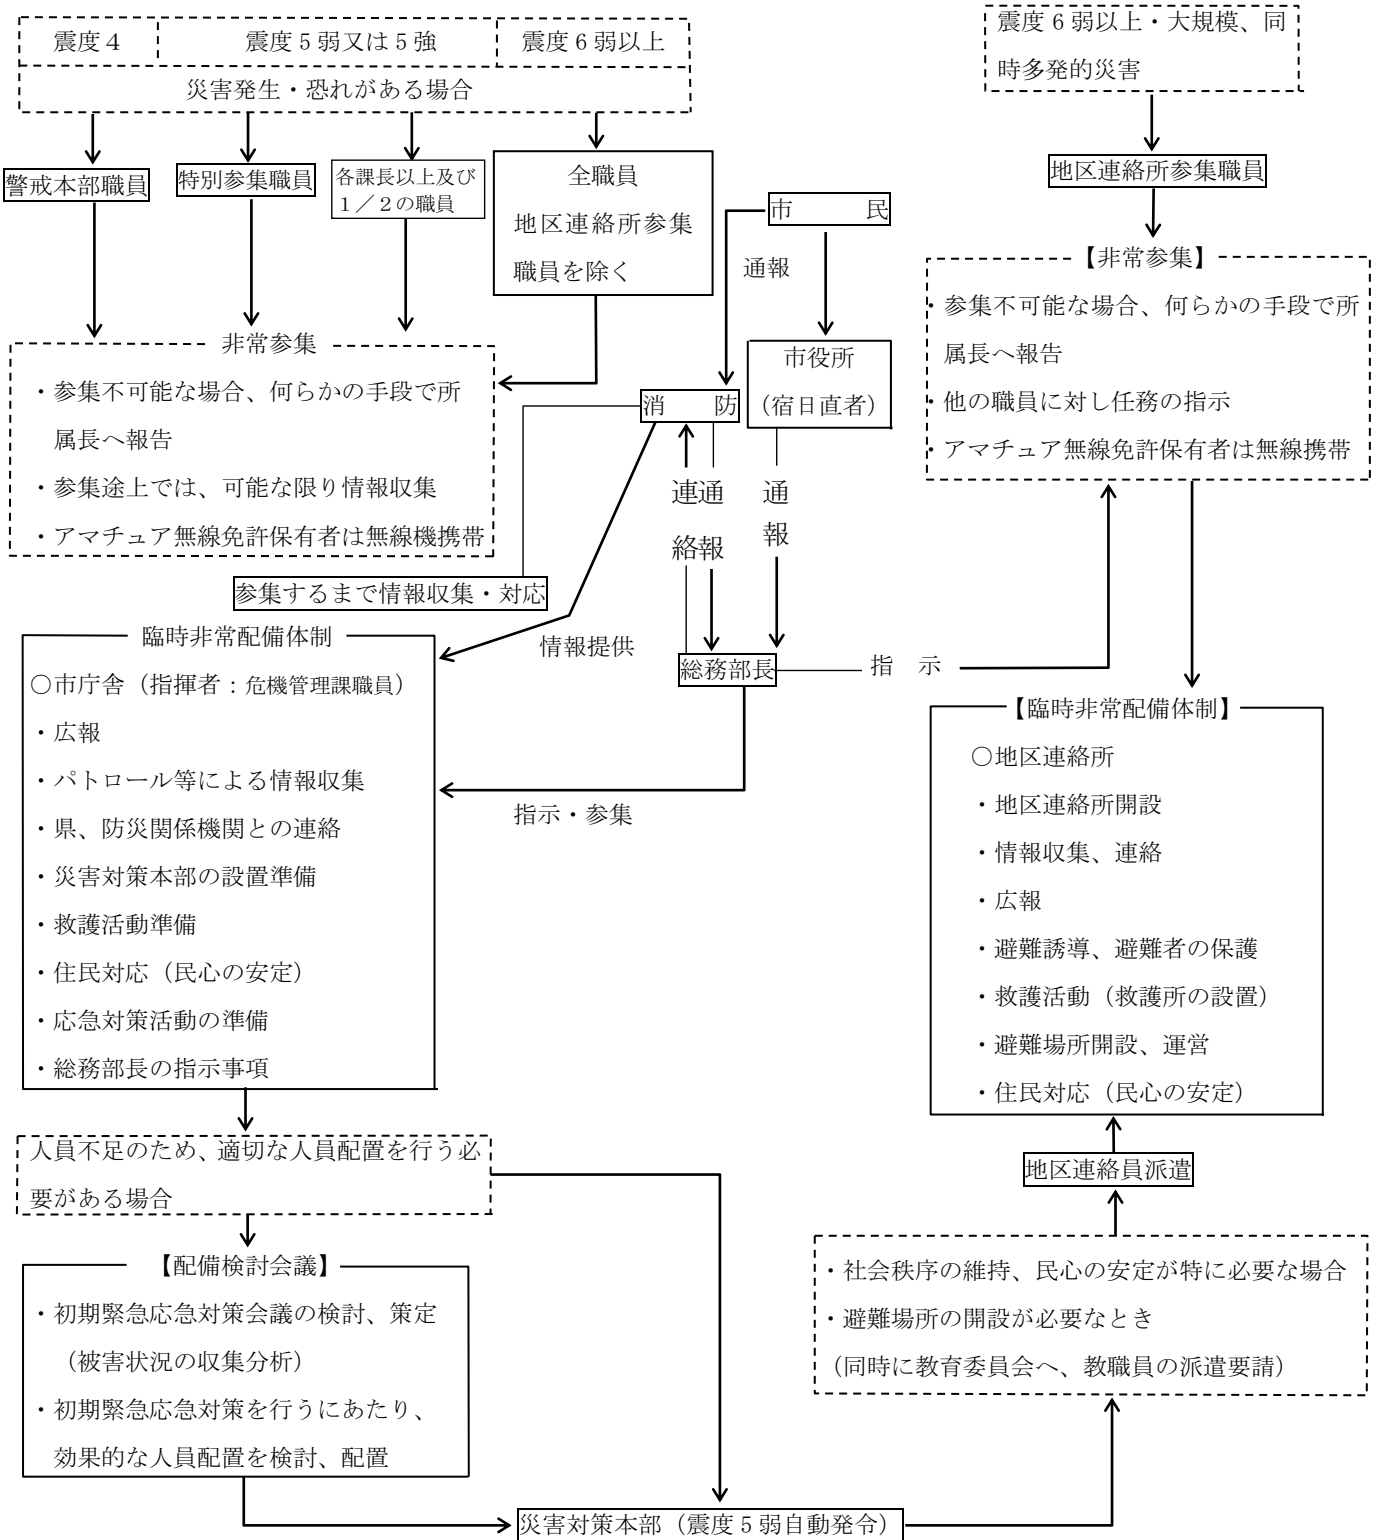 震度４
震度５弱又は５強
震度６弱以上
災害発生・恐れがある場合
警戒本部職員
特別参集職員
各課長以上及び
１／２の職員
全職員
地区連絡所参集
職員を除く
市　　　民
通報
市役所
（宿日直者）
消　　防
連絡
通報
通報
非常参集
・参集不可能な場合、何らかの手段で所
属長へ報告
・参集途上では、可能な限り情報収集
・アマチュア無線免許保有者は無線機携帯
参集するまで情報収集・対応
情報提供
総務部長
指　示
指示・参集
臨時非常配備体制
○市庁舎（指揮者：危機管理課職員）
・広報
・パトロール等による情報収集
・県、防災関係機関との連絡
・災害対策本部の設置準備
・救護活動準備
・住民対応（民心の安定）
・応急対策活動の準備
・総務部長の指示事項
人員不足のため、適切な人員配置を行う必
要がある場合
【配備検討会議】
・初期緊急応急対策会議の検討、策定
（被害状況の収集分析）
・初期緊急応急対策を行うにあたり、
効果的な人員配置を検討、配置
災害対策本部（震度５弱自動発令）
震度６弱以上・大規模、同
時多発的災害
地区連絡所参集職員
【非常参集】
・参集不可能な場合、何らかの手段で所
属長へ報告
・他の職員に対し任務の指示
・アマチュア無線免許保有者は無線携帯
【臨時非常配備体制】
○地区連絡所
・地区連絡所開設
・情報収集、連絡
・広報
・避難誘導、避難者の保護
・救護活動（救護所の設置）
・避難場所開設、運営
・住民対応（民心の安定）
地区連絡員派遣
・社会秩序の維持、民心の安定が特に必要な場合
・避難場所の開設が必要なとき
（同時に教育委員会へ、教職員の派遣要請）